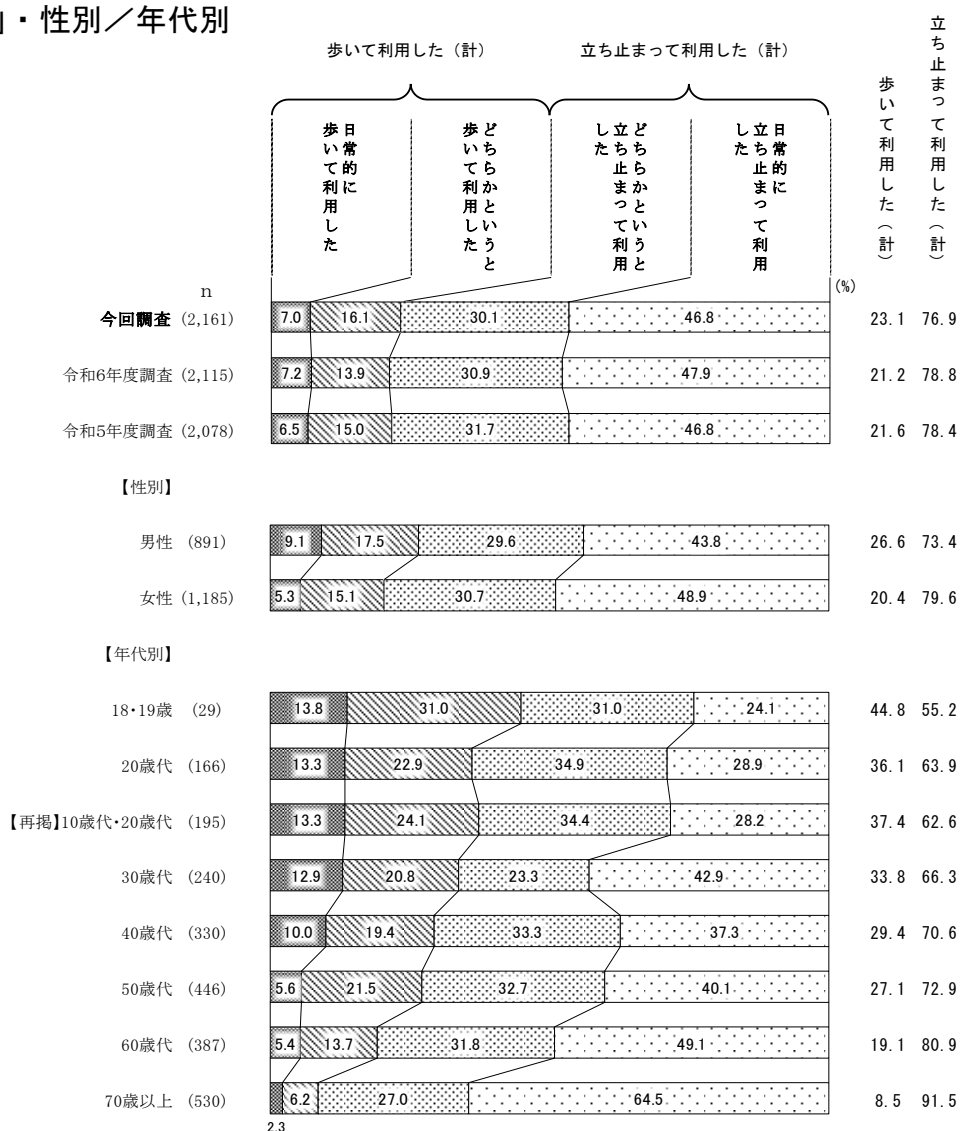 ・性別／年代別
歩いて利用した（計）
立ち止まって利用した（計）
日常的に
歩いて利用した
どちらかというと
歩いて利用した
どちらかというと
立ち止まって利用
した
日常的に
立ち止まって利用
した
歩いて利用した（計）
立ち止まって利用した（計）
(%)
n
今回調査 (2,161) 7.0 16.1 30.1 46.8 23.1 76.9
令和6年度調査 (2,115) 7.2 13.9 30.9 47.9 21.2 78.8
令和5年度調査 (2,078) 6.5 15.0 31.7 46.8 21.6 78.4
【性別】
男性 (891) 9.1 17.5 29.6 43.8 26.6 73.4
女性 (1,185) 5.3 15.1 30.7 48.9 20.4 79.6
【年代別】
18・19歳 (29) 13.8 31.0 31.0 24.1 44.8 55.2
20歳代 (166) 13.3 22.9 34.9 28.9 36.1 63.9
【再掲】10歳代・20歳代 (195) 13.3 24.1 34.4 28.2 37.4 62.6
30歳代 (240) 12.9 20.8 23.3 42.9 33.8 66.3
40歳代 (330) 10.0 19.4 33.3 37.3 29.4 70.6
50歳代 (446) 5.6 21.5 32.7 40.1 27.1 72.9
60歳代 (387) 5.4 13.7 31.8 49.1 19.1 80.9
70歳以上 (530) 6.2 27.0 64.5 8.5 91.5
2.3